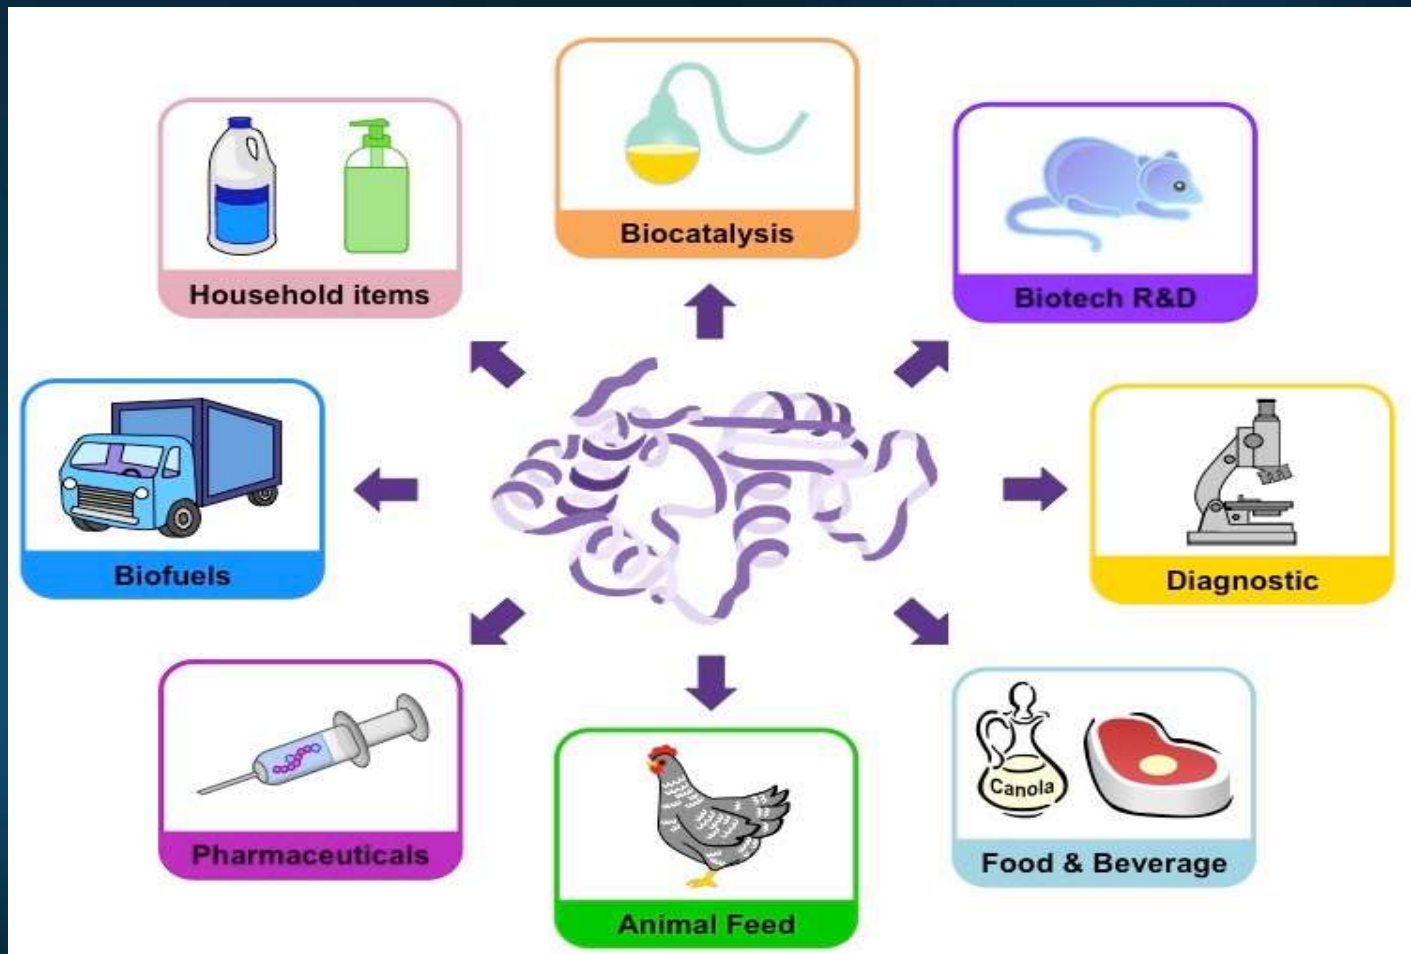 Biocatalysis
Household items
Biotech R&D
Biofuels
Diagnostic
Pharmaceuticals
Canola
Food & Beverage
Animal Feed